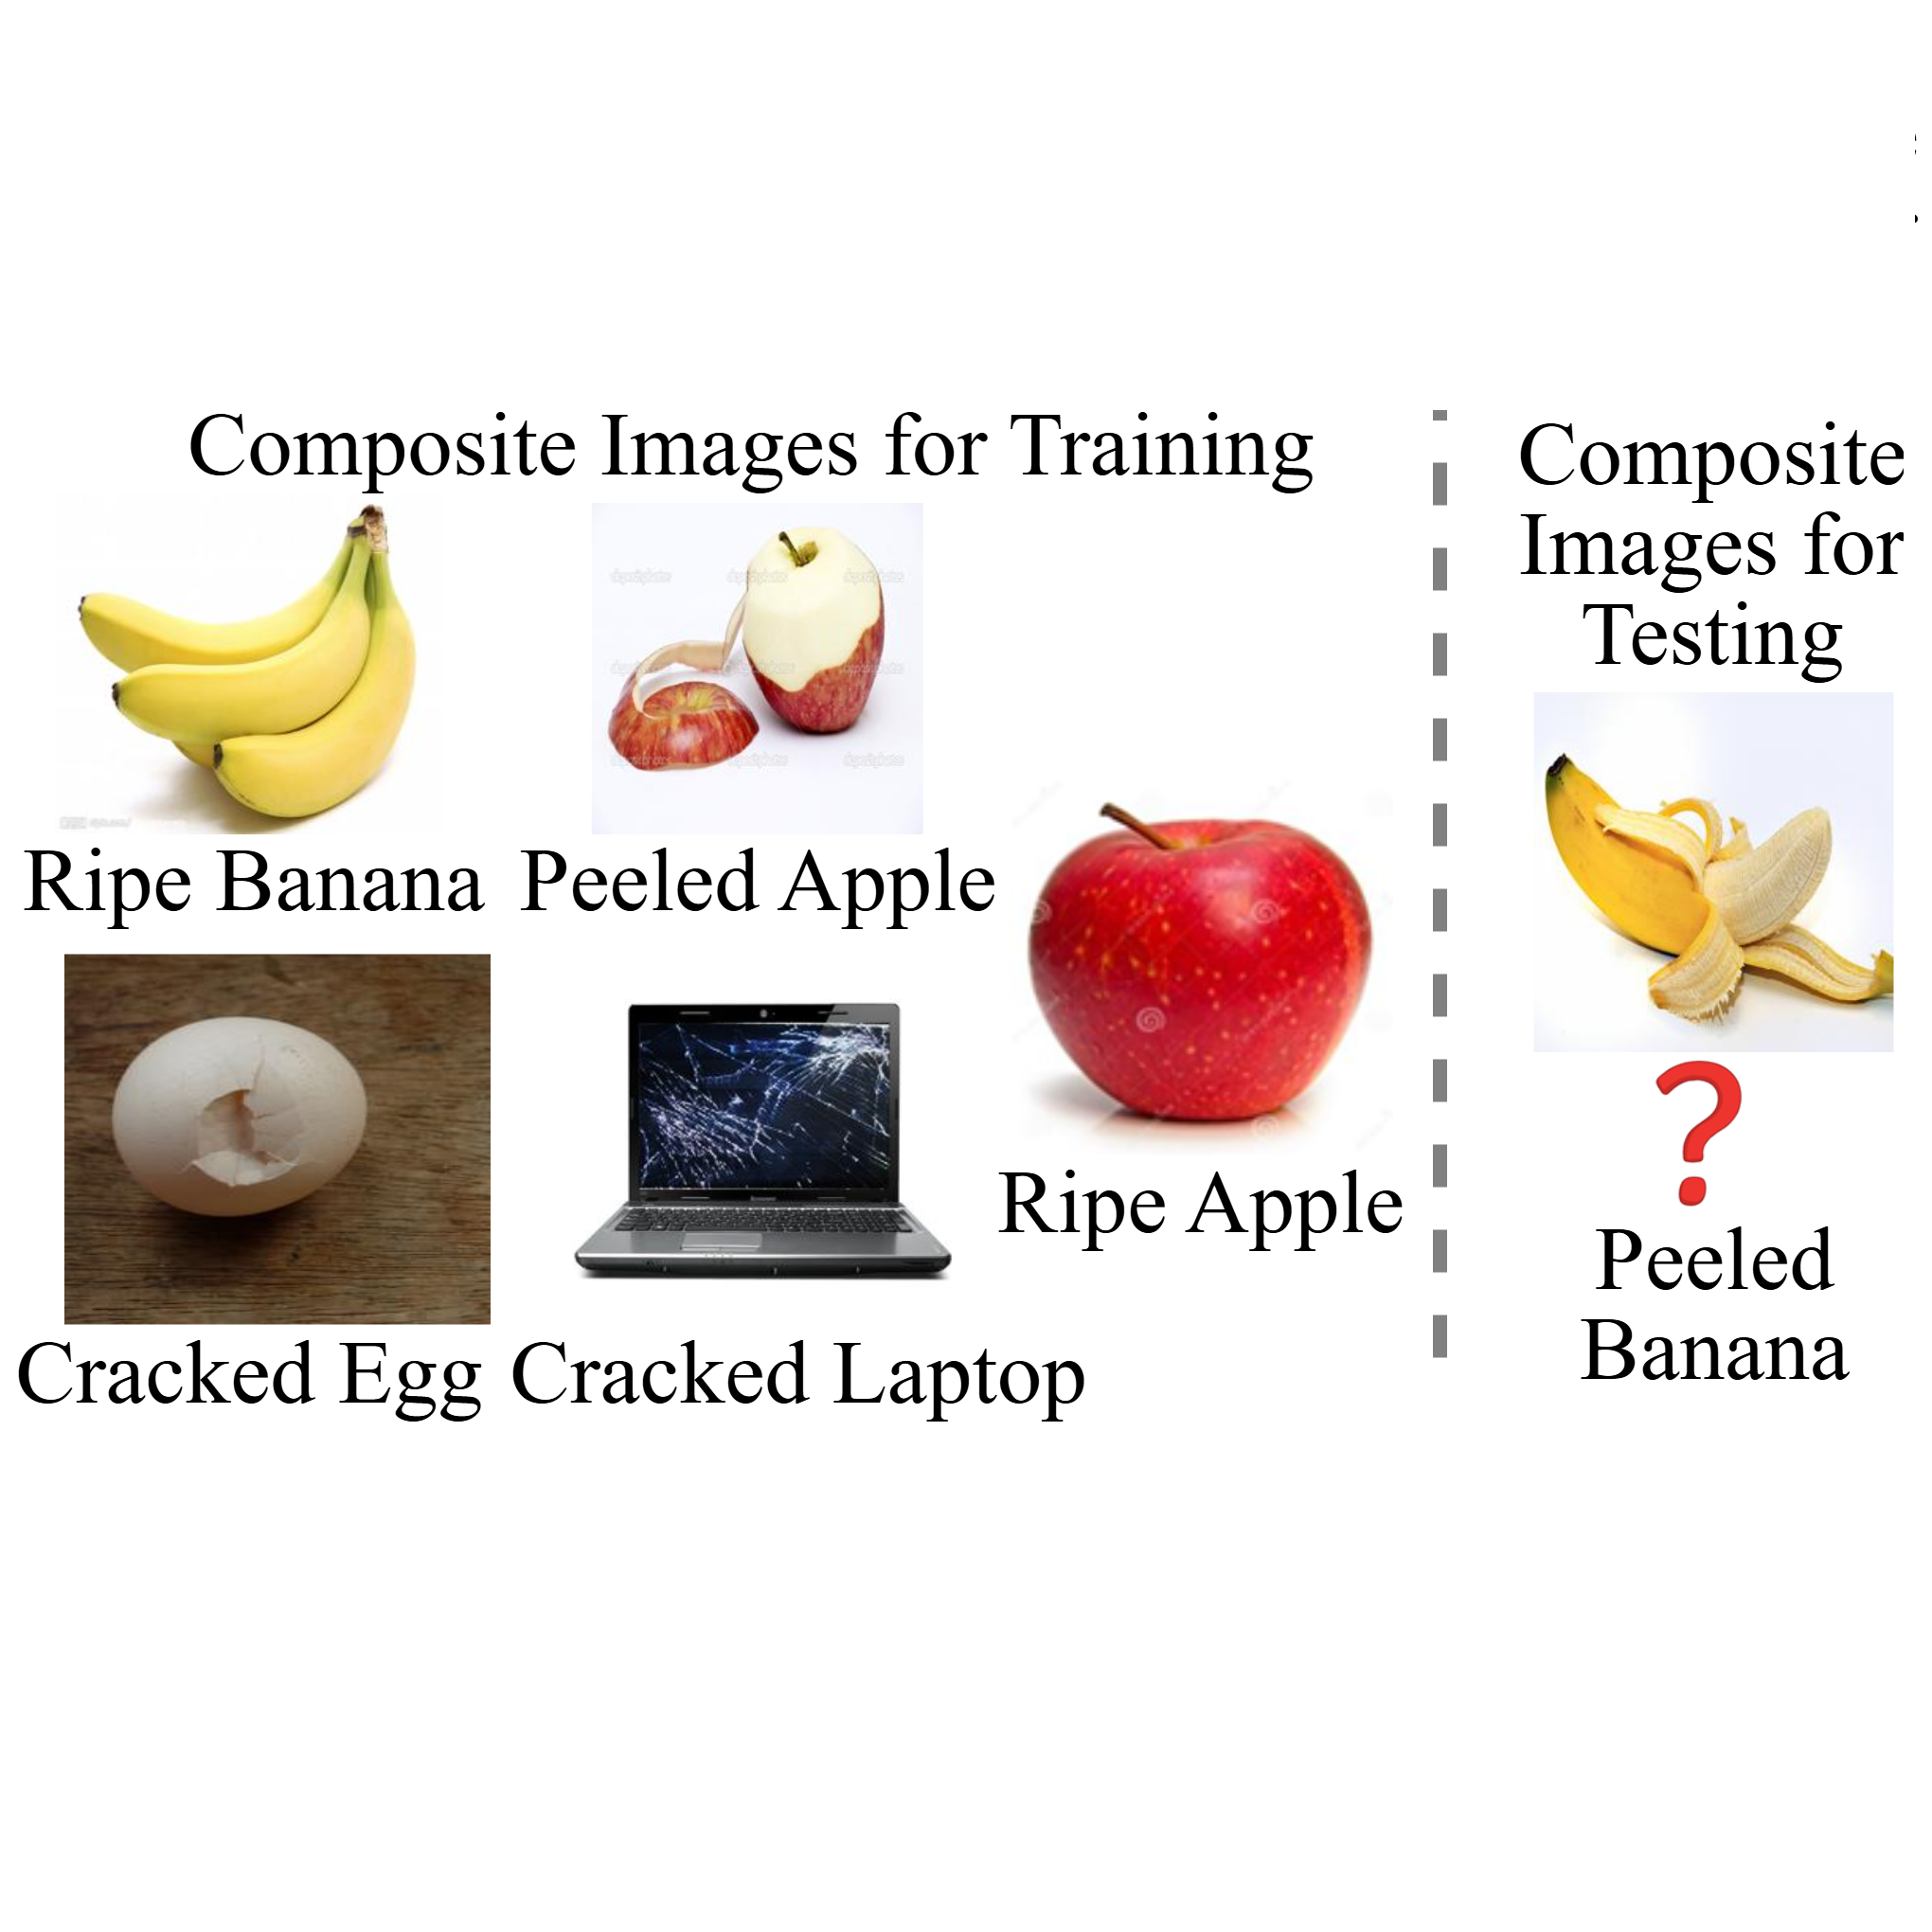 Composite Images for Training
Ripe Banana
Peeled Apple
Cracked Egg
Cracked Laptop
Ripe Apple
Composite
Images for
Testing
?
Peeled
Banana